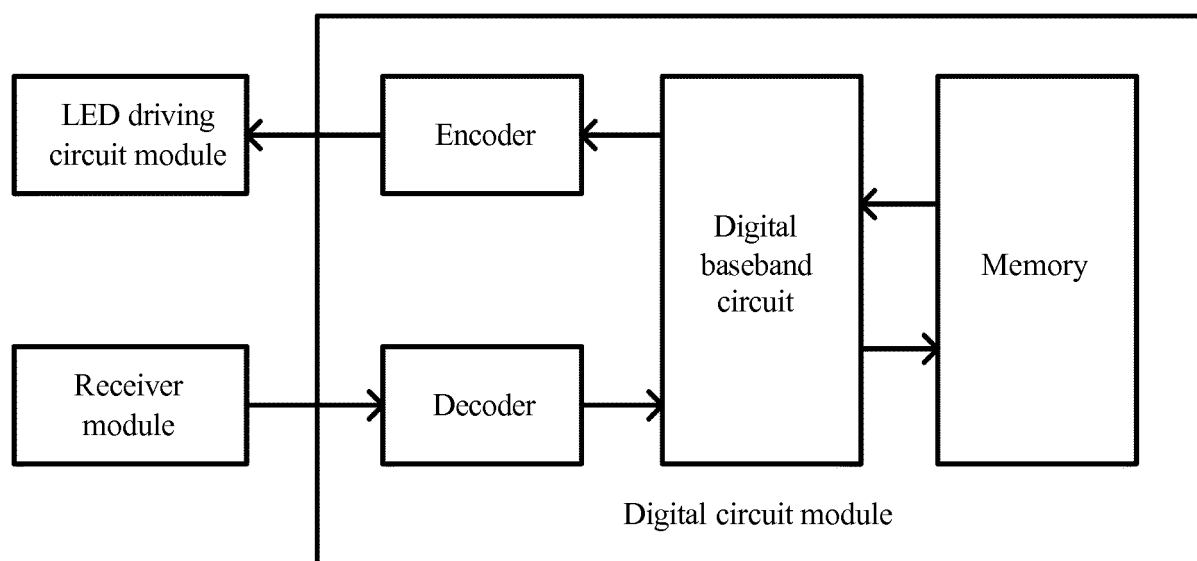 LED driving
circuit module
Encoder
Digital
baseband
circuit
Memory
Receiver
module
Decoder
Digital circuit module